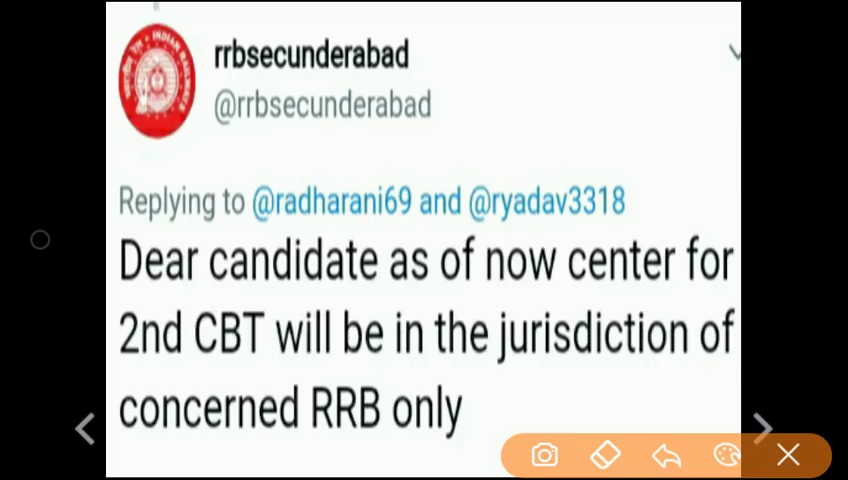 rrbsecunderabad
@rrbsecunderabad
Replying to @radharani69 and @ryadav3318
Dear candidate as of now center for
2nd CBT will be in the jurisdiction of
concerned RRB only